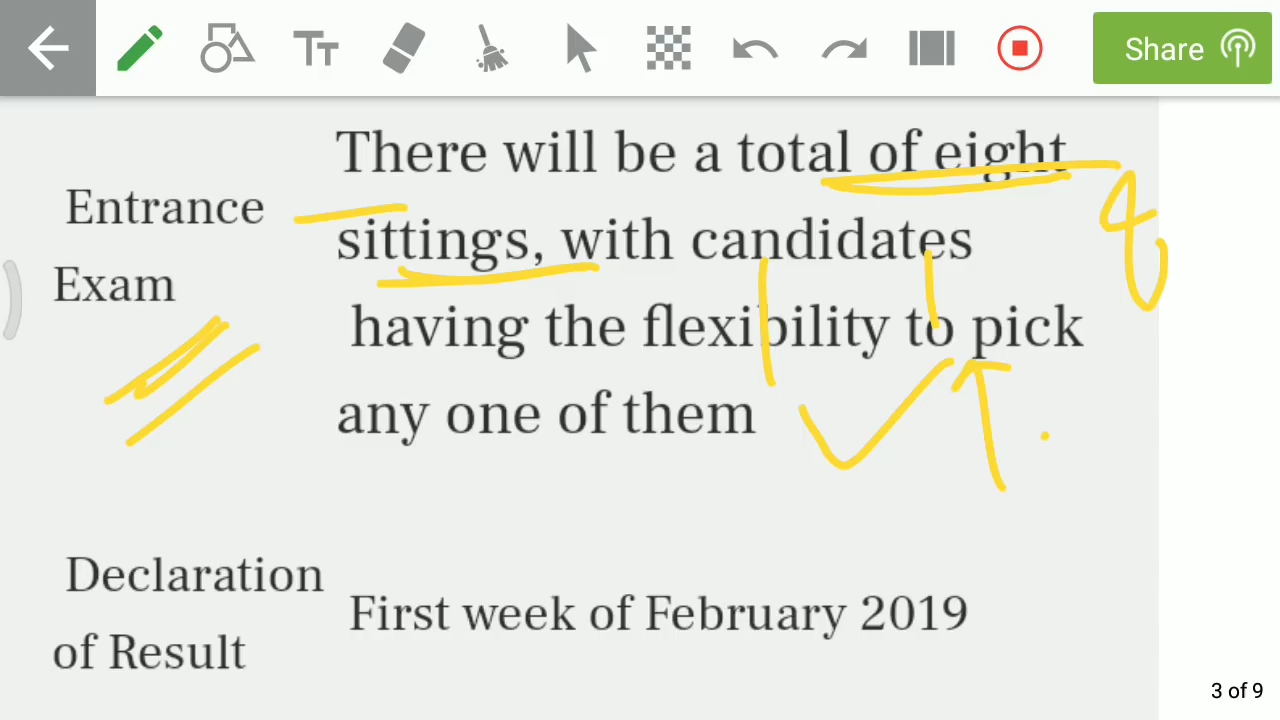 Share
There will be a total of eight
Entrance
sittings, with candidates
Exam
having the flexibility to pick
any one of them
8
Declaration
First week of February 2019
of Result
3 of 9